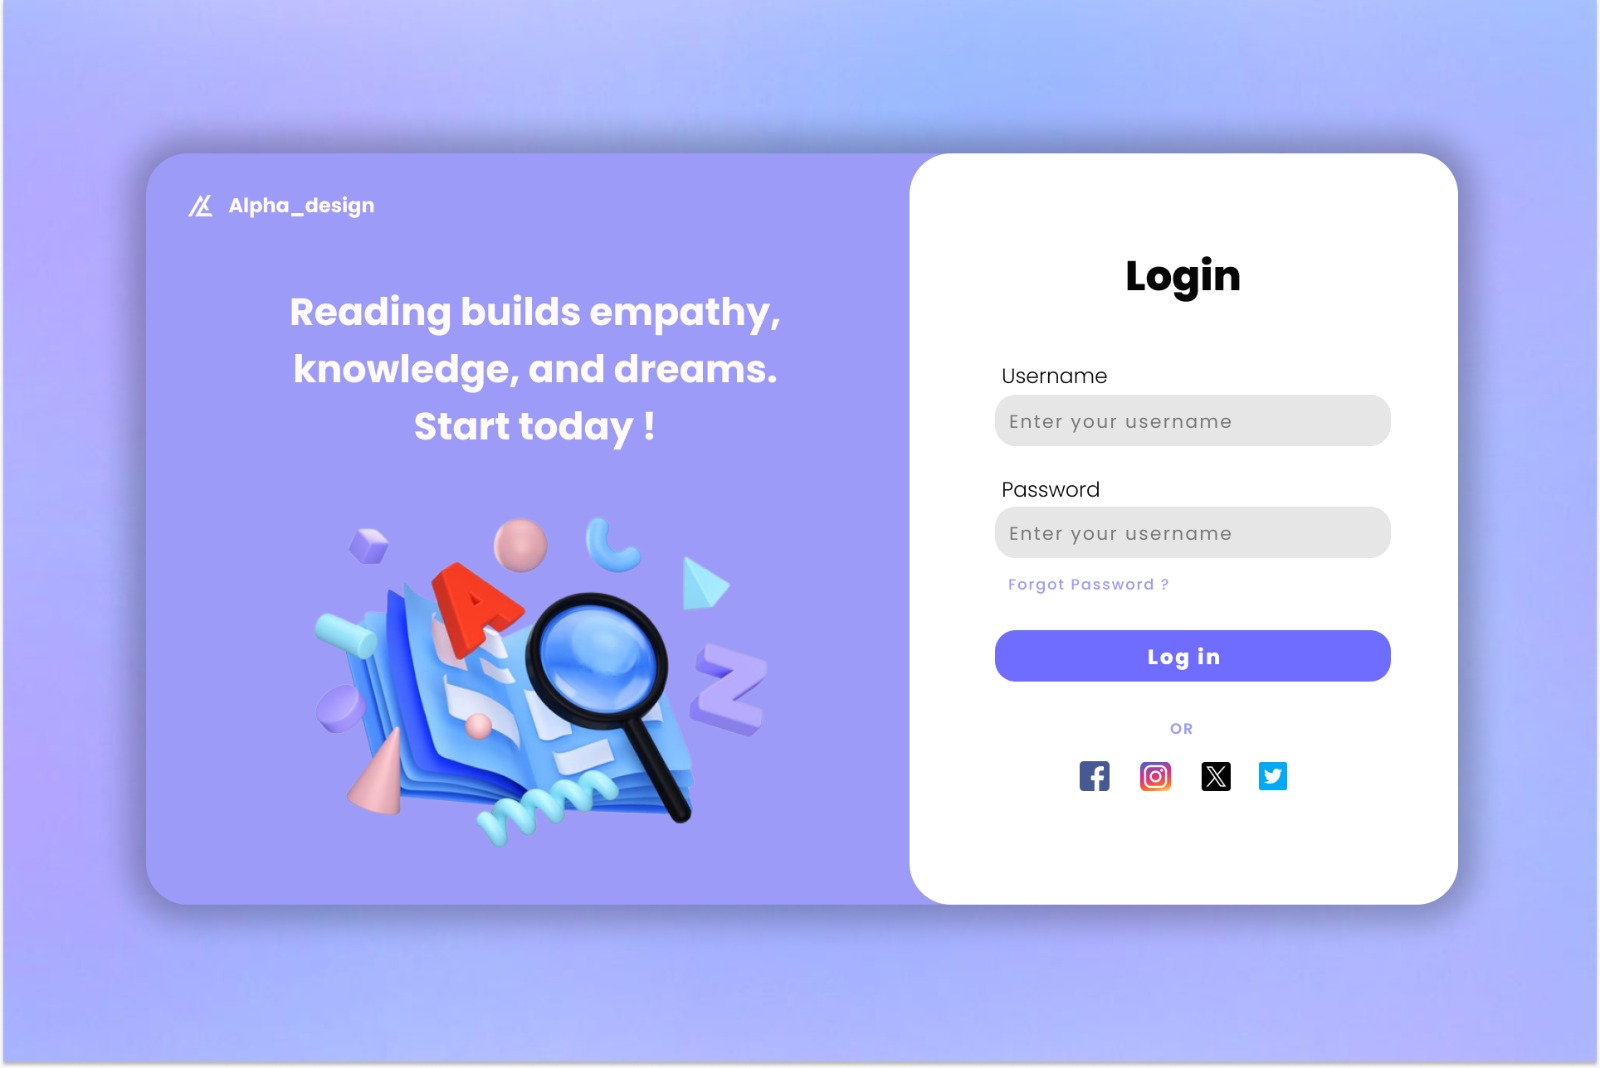 Alpha_design
Reading builds empathy,
knowledge, and dreams.
Start today !
A
Z
Login
Username
Enter your username
Password
Enter your username
Forgot Password ?
Log in
OR